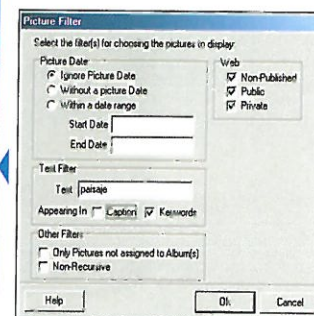 Picture Filter
Select the filter(s) for choosing the pictures to display
Picture Date
Ignore Picture Date
Without a picture Date
Within a date range
Start Date
End Date
Web
Non-Published
Public
Private
Text Filter
Text paisaje
Appearing In Caption Keywords
Other Filters
Only Pictures not assigned to Album(s)
Non-Recursive
Help Ok Cancel